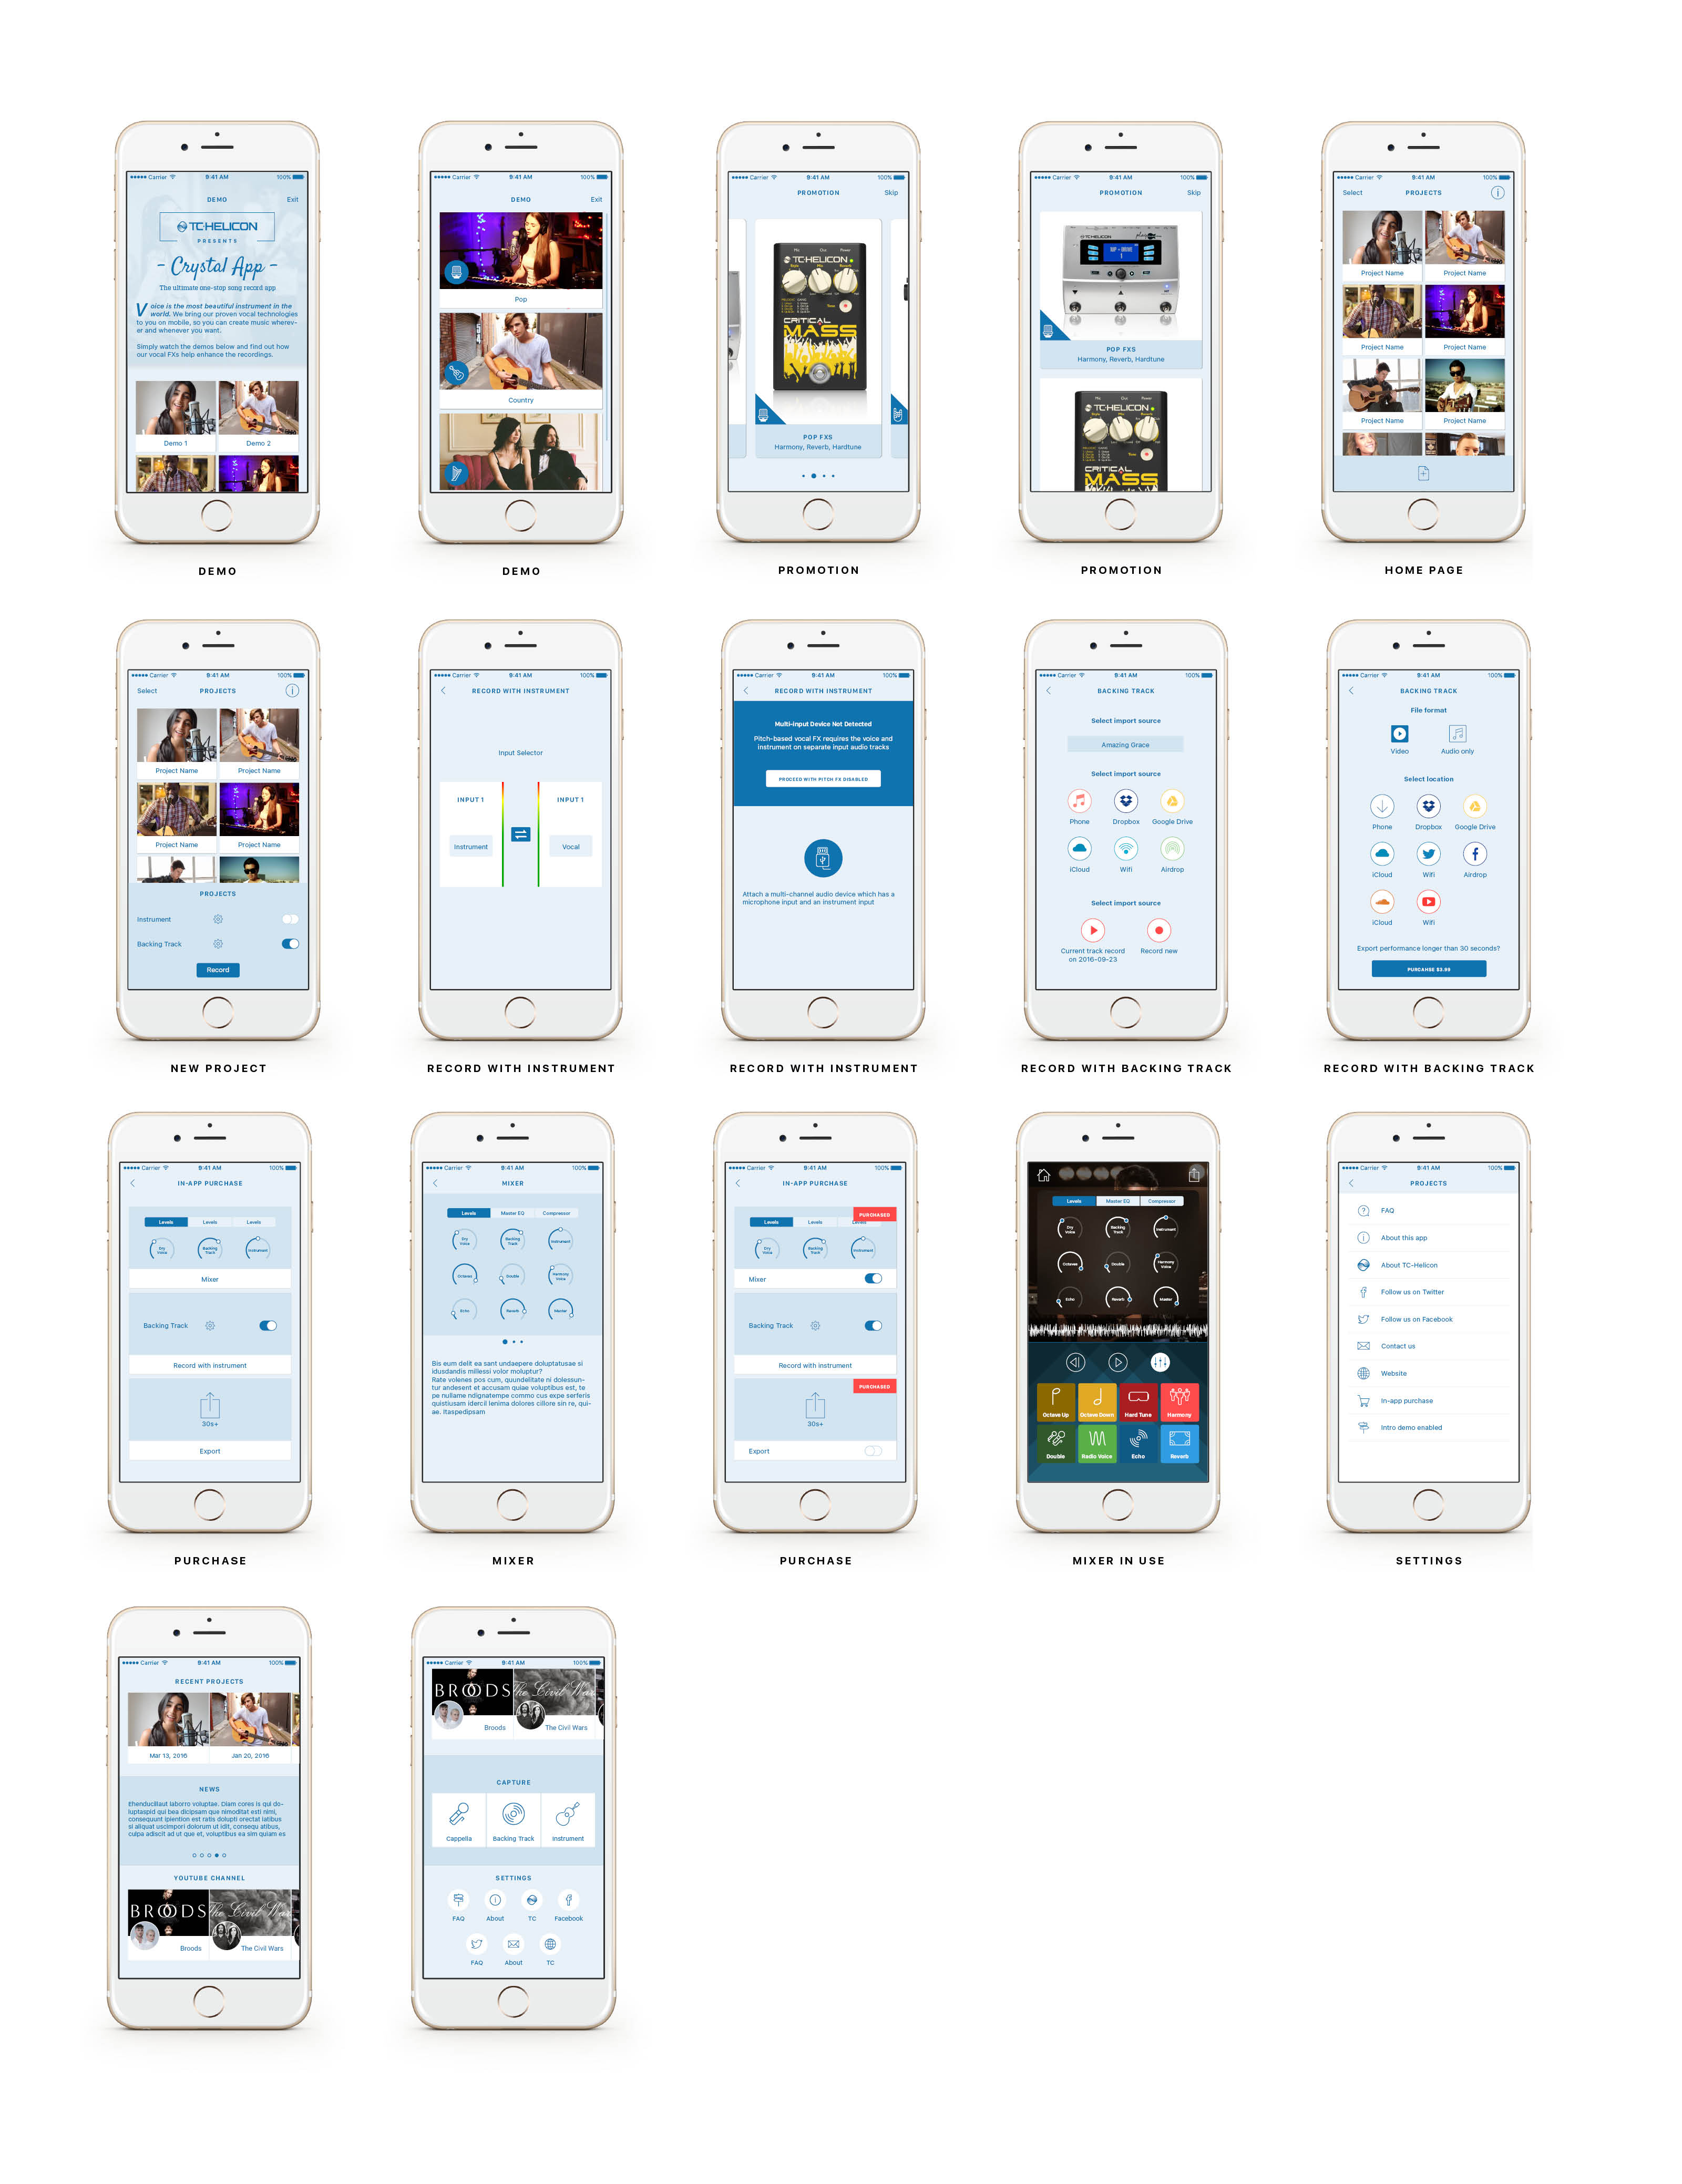 Carrier 9:41 AM 100%
DEMO Exit
TC·HELICON
PRESENTS
- Crystal App -
The ultimate one-stop song record app
Voice is the most beautiful instrument in the
world. We bring our proven vocal technologies
to you on mobile, so you can create music wherev-
er and whenever you want.
Simply watch the demos below and find out how
our vocal FXs help enhance the recordings.
Demo 1 Demo 2
DEMO
Carrier 9:41 AM 100%
DEMO Exit
Pop
Country
DEMO
Carrier 9:41 AM 100%
PROMOTION Skip
Mic Out Power
TC·HELICON
CRITICAL
MASS
POP FXS
Harmony, Reverb, Hardtune
PROMOTION
Carrier 9:41 AM 100%
PROMOTION Skip
TC·HELICON
POP FXS
Harmony, Reverb, Hardtune
TC·HELICON
CRITICAL
MASS
PROMOTION
Carrier 9:41 AM 100%
Select PROJECTS
Project Name Project Name
Project Name Project Name
Project Name Project Name
HOME PAGE
Carrier 9:41 AM 100%
Select PROJECTS
Project Name Project Name
Project Name Project Name
PROJECTS
Instrument
Backing Track
Record
NEW PROJECT
Carrier 9:41 AM 100%
RECORD WITH INSTRUMENT
Input Selector
INPUT 1 INPUT 1
Instrument Vocal
RECORD WITH INSTRUMENT
Carrier 9:41 AM 100%
RECORD WITH INSTRUMENT
Multi-input Device Not Detected
Pitch-based vocal FX requires the voice and
instrument on separate input audio tracks
PROCEED WITH PITCH FX DISABLED
Attach a multi-channel audio device which has a
microphone input and an instrument input
RECORD WITH INSTRUMENT
Carrier 9:41 AM 100%
BACKING TRACK
Select import source
Amazing Grace
Select import source
Phone Dropbox Google Drive
iCloud Wifi Airdrop
Select import source
Current track record Record new
on 2016-09-23
RECORD WITH BACKING TRACK
Carrier 9:41 AM 100%
BACKING TRACK
File format
Video Audio only
Select location
Phone Dropbox Google Drive
iCloud Wifi Airdrop
iCloud Wifi
Export performance longer than 30 seconds?
PURCAHSE $3.99
RECORD WITH BACKING TRACK
Carrier 9:41 AM 100%
IN-APP PURCHASE
Levels Levels Levels
Dry Voice Backing Track Instrument
Mixer
Backing Track
Record with instrument
30s+
Export
PURCHASE
Carrier 9:41 AM 100%
MIXER
Levels Master EQ Compressor
Dry Voice Backing Track Instrument
Octaves Double Harmony Voice
Echo Reverb Master
Bis eum delit ea sant undaepere doluptatusae si
idusdandis millessi volor moluptur?
Rate volenes pos cum, quundelitate ni dolessun-
tur andesent et accusam quiae voluptibus est, te
pe nullame ndignatempe commo cus expe serferis
quistiusam idercil lenima dolores cillore sin re, qui-
ae. Itaspedipsam
MIXER
Carrier 9:41 AM 100%
IN-APP PURCHASE
PURCHASED
Levels Levels Levels
Dry Voice Backing Track Instrument
Mixer
Backing Track
Record with instrument
PURCHASED
30s+
Export
PURCHASE
Levels Master EQ Compressor
Dry Voice Backing Track Instrument
Octaves Double Harmony Voice
Echo Reverb Master
Octave Up Octave Down Hard Tune Harmony
Double Radio Voice Echo Reverb
MIXER IN USE
Carrier 9:41 AM 100%
PROJECTS
FAQ
About this app
About TC-Helicon
Follow us on Twitter
Follow us on Facebook
Contact us
Website
In-app purchase
Intro demo enabled
SETTINGS
Carrier 9:41 AM 100%
RECENT PROJECTS
Mar 13, 2016 Jan 20, 2016
NEWS
Ehenducillaut laborro voluptae. Diam cores is qui do-
luptaspid qui bea dicipsam que nimoditat esti nimi,
consequunt ipiention est ratis dolupti orectat latibus
si aliquat uscimpori dolorum ut idit, consequ atibus,
culpa adiscit ad ut que et, voluptibus ea sim quiam es
YOUTUBE CHANNEL
BROODS The Civil War
Broods The Civil Wars
Carrier 9:41 AM 100%
BROODS The Civil War
Broods The Civil Wars
CAPTURE
Cappella Backing Track Instrument
SETTINGS
FAQ About TC Facebook
FAQ About TC